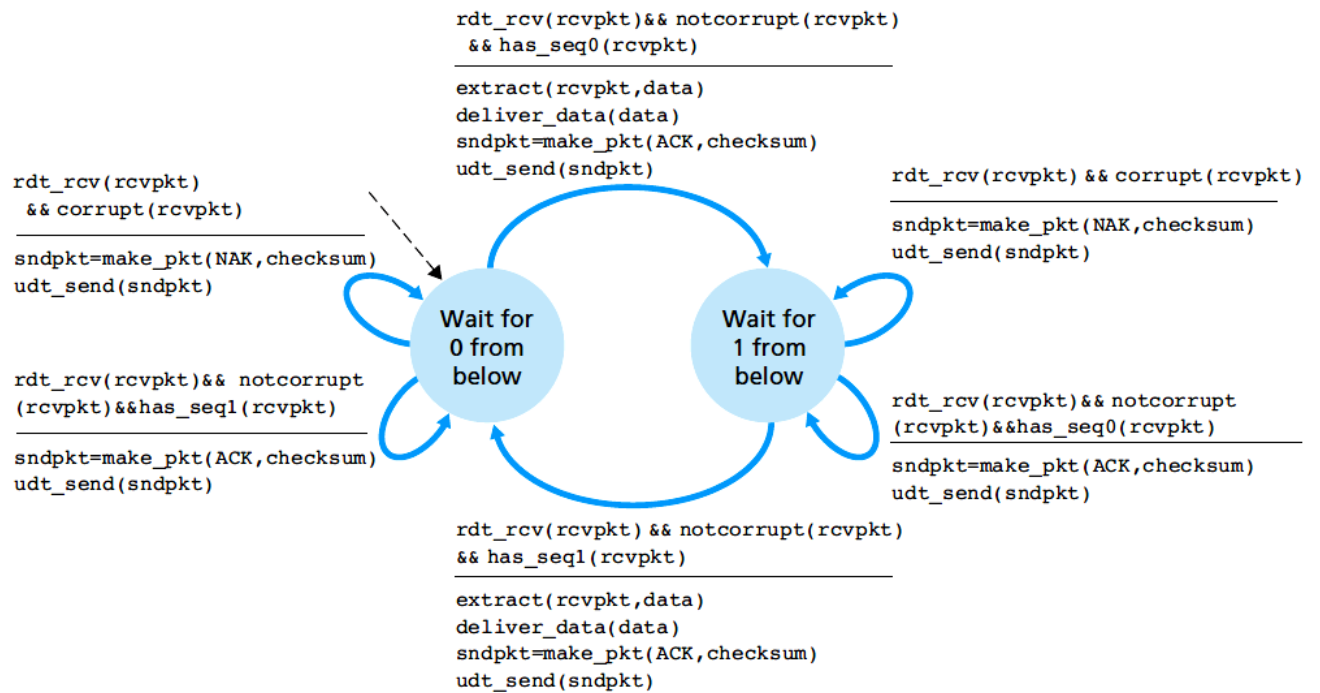 rdt_rcv(rcvpkt)&& notcorrupt(rcvpkt)
&& has_seq0(rcvpkt)
extract(rcvpkt,data)
deliver_data(data)
sndpkt=make_pkt(ACK,checksum)
udt_send(sndpkt)
rdt_rcv(rcvpkt)
&& corrupt(rcvpkt)
sndpkt=make_pkt(NAK,checksum)
udt_send(sndpkt)
rdt_rcv(rcvpkt) && corrupt(rcvpkt)
sndpkt=make_pkt(NAK,checksum)
udt_send(sndpkt)
Wait for
0 from
below
Wait for
1 from
below
rdt_rcv(rcvpkt)&& notcorrupt
(rcvpkt)&&has_seq1(rcvpkt)
sndpkt=make_pkt(ACK,checksum)
udt_send(sndpkt)
rdt_rcv(rcvpkt)&& notcorrupt
(rcvpkt)&&has_seq0(rcvpkt)
sndpkt=make_pkt(ACK,checksum)
udt_send(sndpkt)
rdt_rcv(rcvpkt) && notcorrupt(rcvpkt)
&& has_seq1(rcvpkt)
extract(rcvpkt,data)
deliver_data(data)
sndpkt=make_pkt(ACK,checksum)
udt_send(sndpkt)